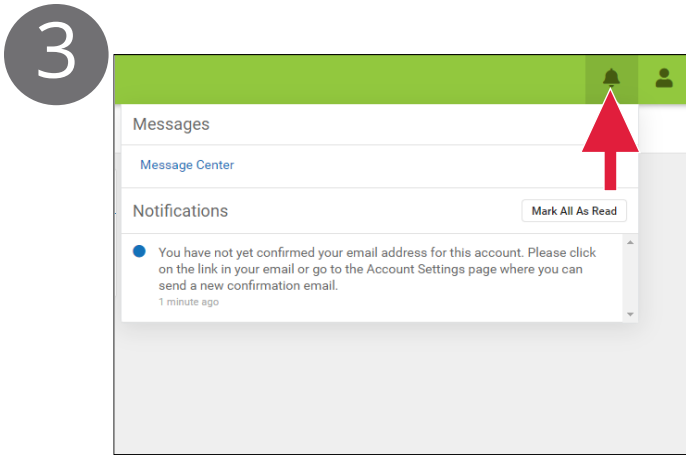 3
Messages
Message Center
Notifications
Mark All As Read
You have not yet confirmed your email address for this account. Please click
on the link in your email or go to the Account Settings page where you can
send a new confirmation email.
1 minute ago